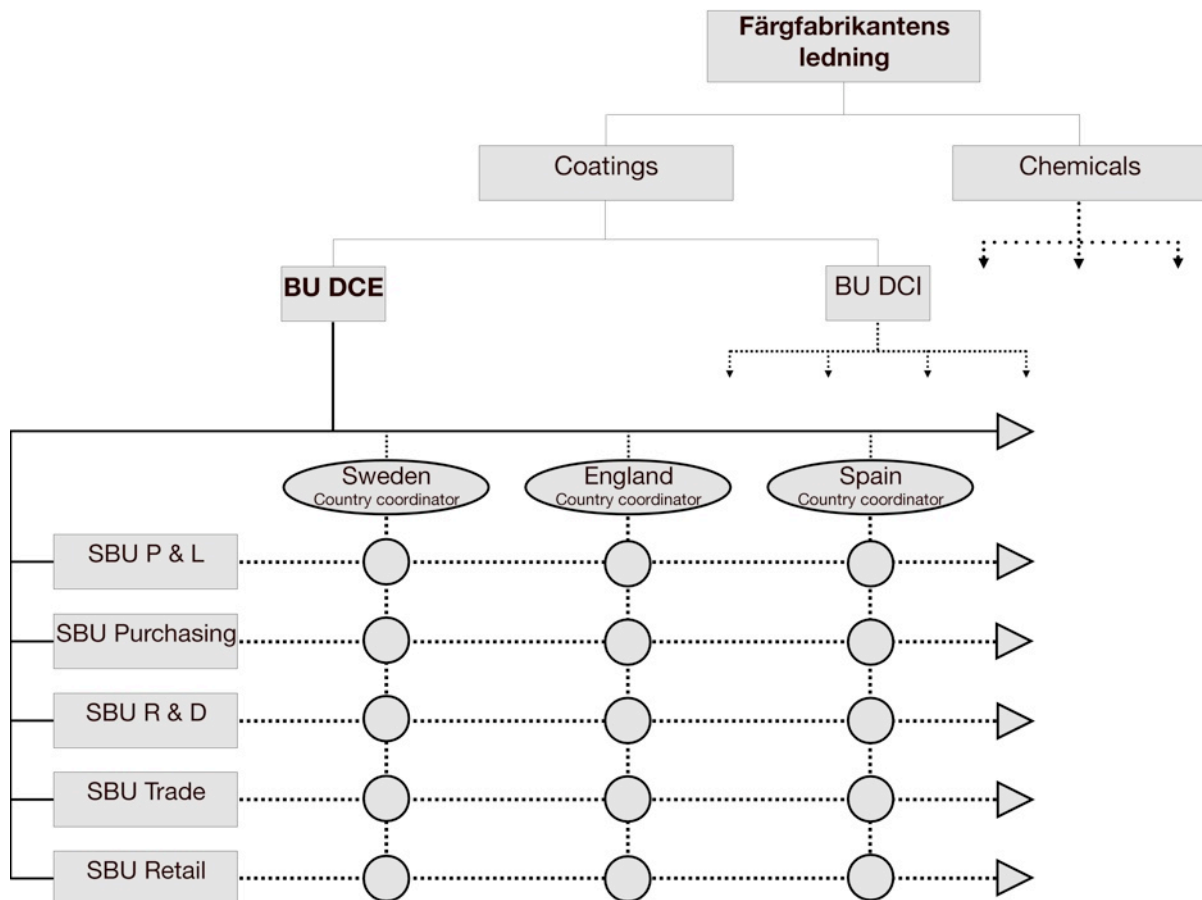 Färgfabrikantens
ledning
Coatings
Chemicals
BU DCE
BU DCI
Sweden
Country coordinator
England
Country coordinator
Spain
Country coordinator
SBU P & L
SBU Purchasing
SBU R & D
SBU Trade
SBU Retail